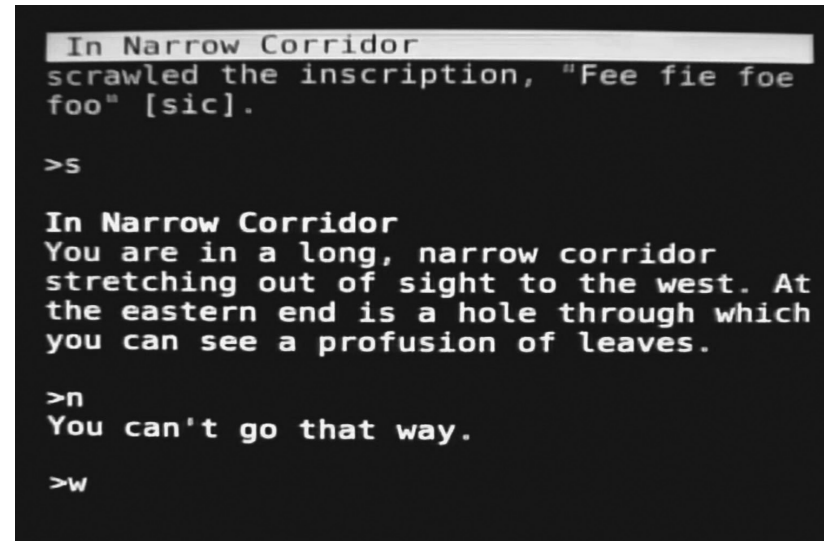 In Narrow Corridor
scrawled the inscription, "Fee fie foe
foo" [sic].
>s
In Narrow Corridor
You are in a long, narrow corridor
stretching out of sight to the west. At
the eastern end is a hole through which
you can see a profusion of leaves.
>n
You can't go that way.
>w